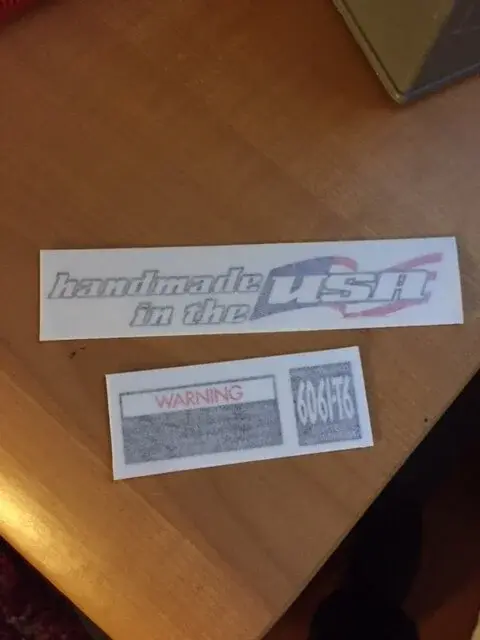 handmade
in the USA
WARNING
6061-T6